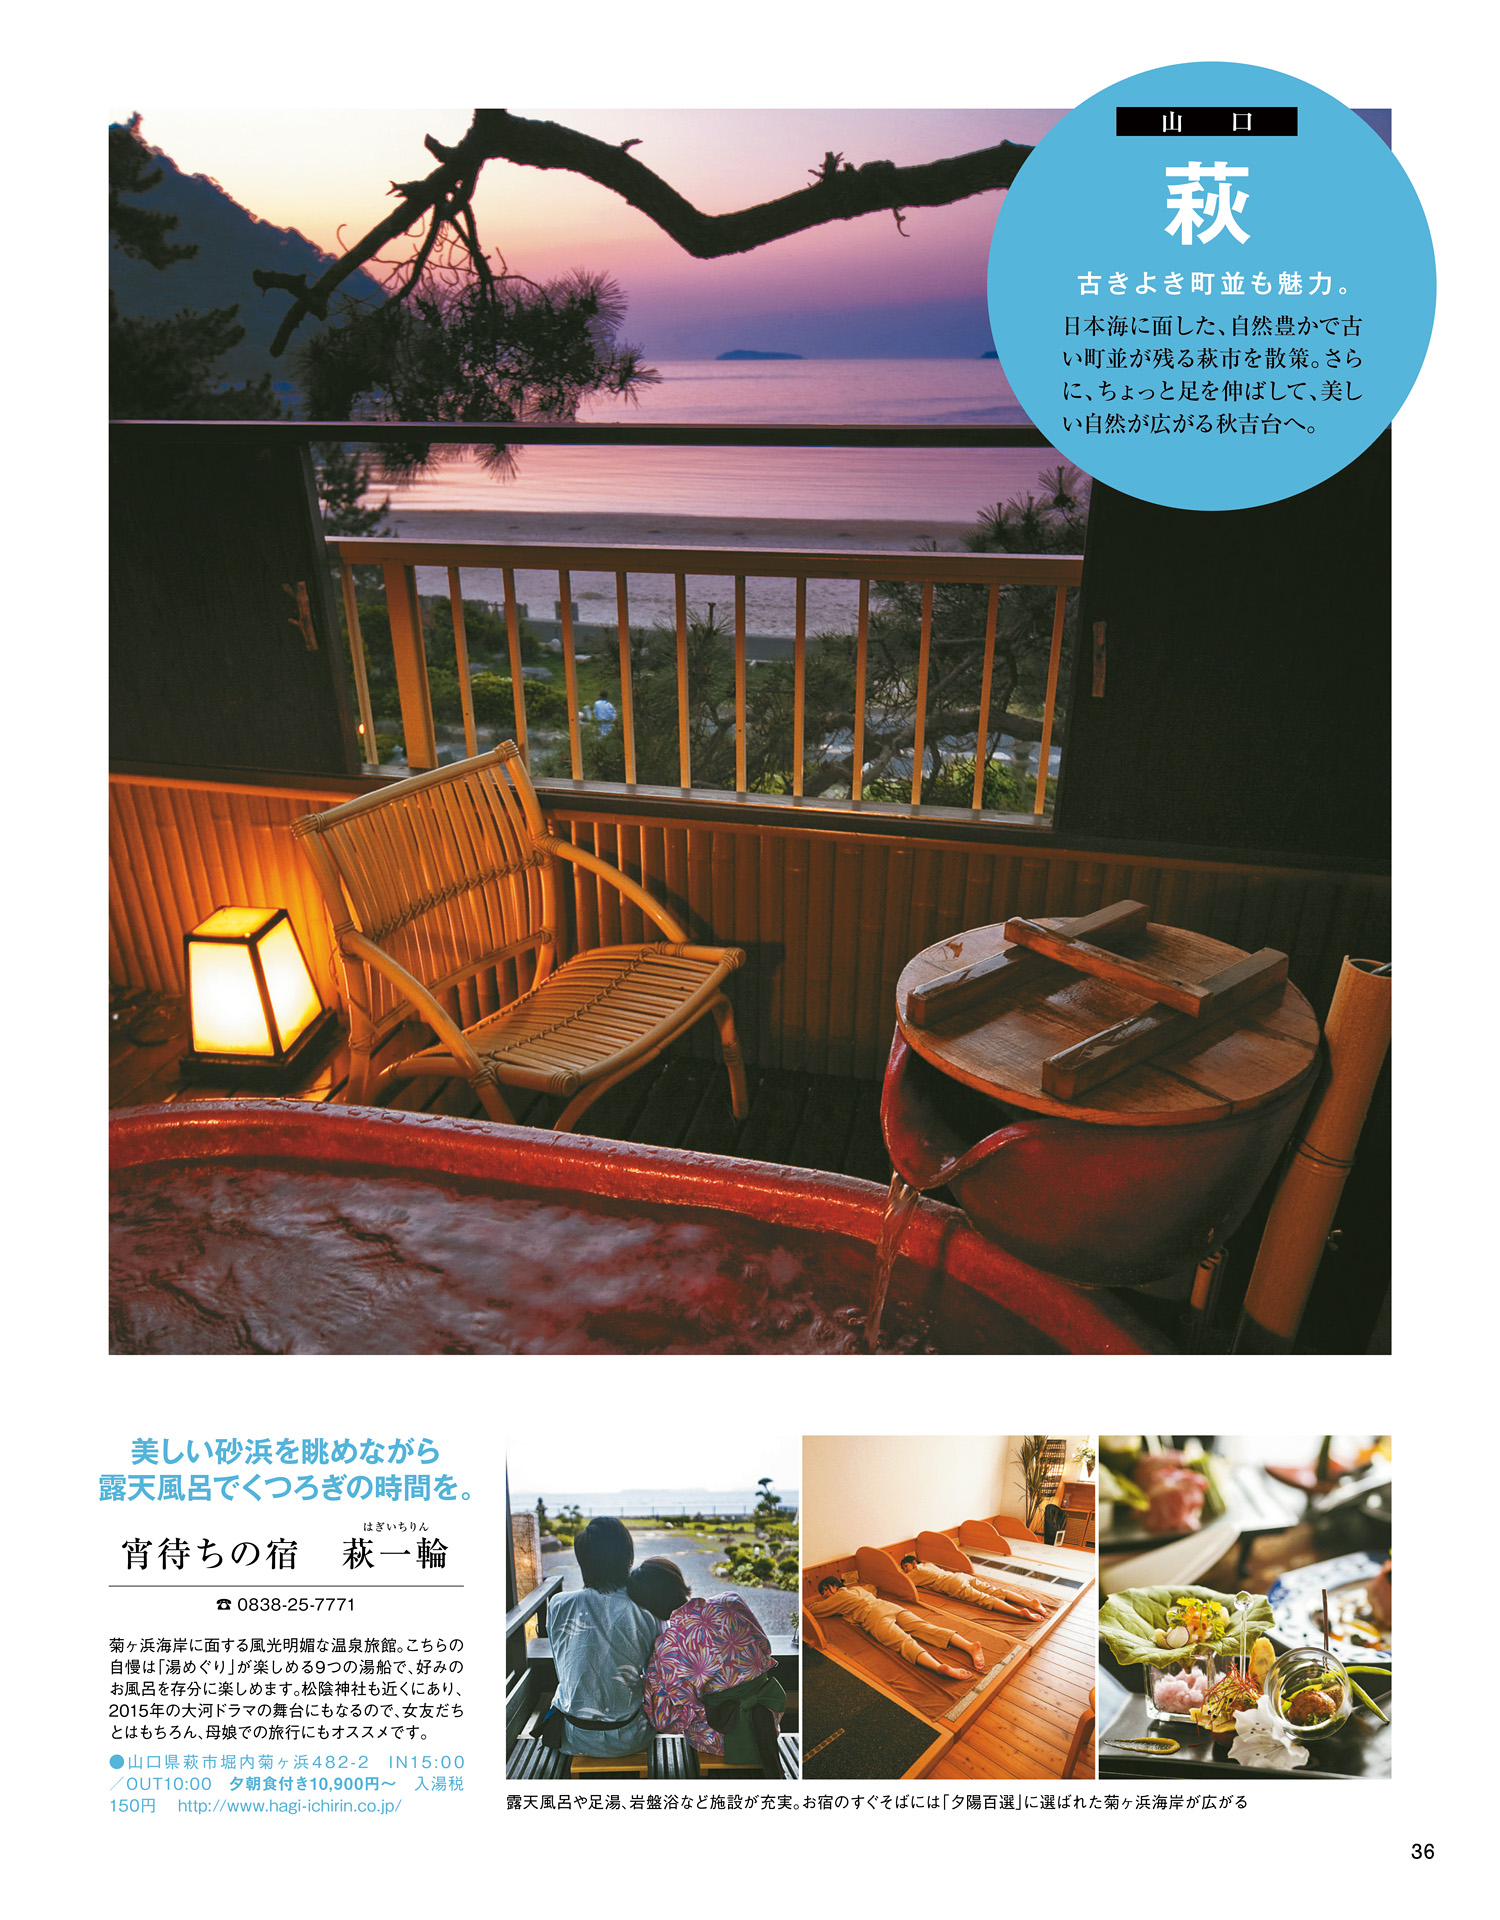 山 口
萩
古きよき町並も魅力。
日本海に面した、自然豊かで古
い町並が残る萩市を散策。さら
に、ちょっと足を伸ばして、美し
い自然が広がる秋吉台へ。
美しい砂浜を眺めながら
露天風呂でくつろぎの時間を。
はぎいちりん
宵待ちの宿 萩一輪
☎ 0838-25-7771
菊ヶ浜海岸に面する風光明媚な温泉旅館。こちらの
自慢は「湯めぐり」が楽しめる9つの湯船で、好みの
お風呂を存分に楽しめます。松陰神社も近くにあり、
2015年の大河ドラマの舞台にもなるので、女友だち
とはもちろん、母娘での旅行にもオススメです。
●山口県萩市堀内菊ヶ浜482-2 IN15:00
／OUT10:00 夕朝食付き10,900円〜 入湯税
150円 http://www.hagi-ichirin.co.jp/
露天風呂や足湯、岩盤浴など施設が充実。お宿のすぐそばには「夕陽百選」に選ばれた菊ヶ浜海岸が広がる
36